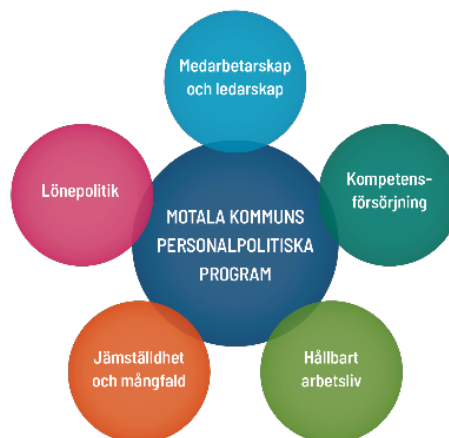 Medarbetarskap
och ledarskap
Lönepolitik
Kompetens-
försörjning
MOTALA KOMMUNS
PERSONALPOLITISKA
PROGRAM
Jämställdhet
och mångfald
Hållbart
arbetsliv